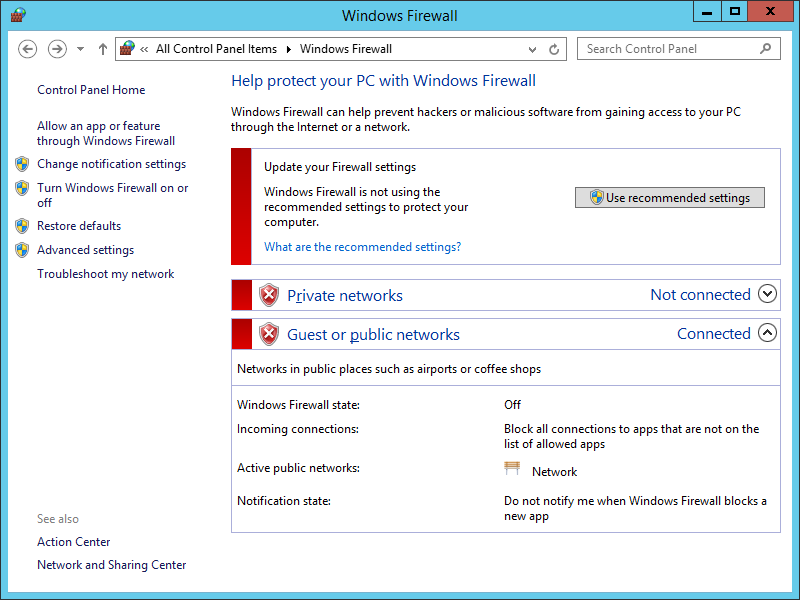 Windows Firewall
« All Control Panel Items Windows Firewall
Search Control Panel
Control Panel Home
Allow an app or feature
through Windows Firewall
Change notification settings
Turn Windows Firewall on or
off
Restore defaults
Advanced settings
Troubleshoot my network
See also
Action Center
Network and Sharing Center
Help protect your PC with Windows Firewall
Windows Firewall can help prevent hackers or malicious software from gaining access to your PC
through the Internet or a network.
Update your Firewall settings
Windows Firewall is not using the
recommended settings to protect your
computer.
What are the recommended settings?
Use recommended settings
Private networks Not connected
Guest or public networks Connected
Networks in public places such as airports or coffee shops
Windows Firewall state: Off
Incoming connections: Block all connections to apps that are not on the
list of allowed apps
Active public networks: Network
Notification state: Do not notify me when Windows Firewall blocks a
new app